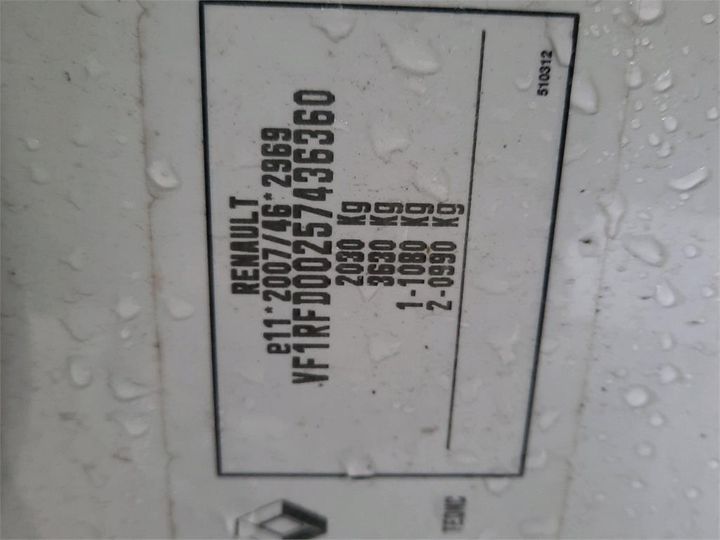 RENAULT
e11*2007/46*2969
VF1RFD00257436360
2030 Kg
3630 Kg
1-1080 Kg
2-0990 Kg
510312